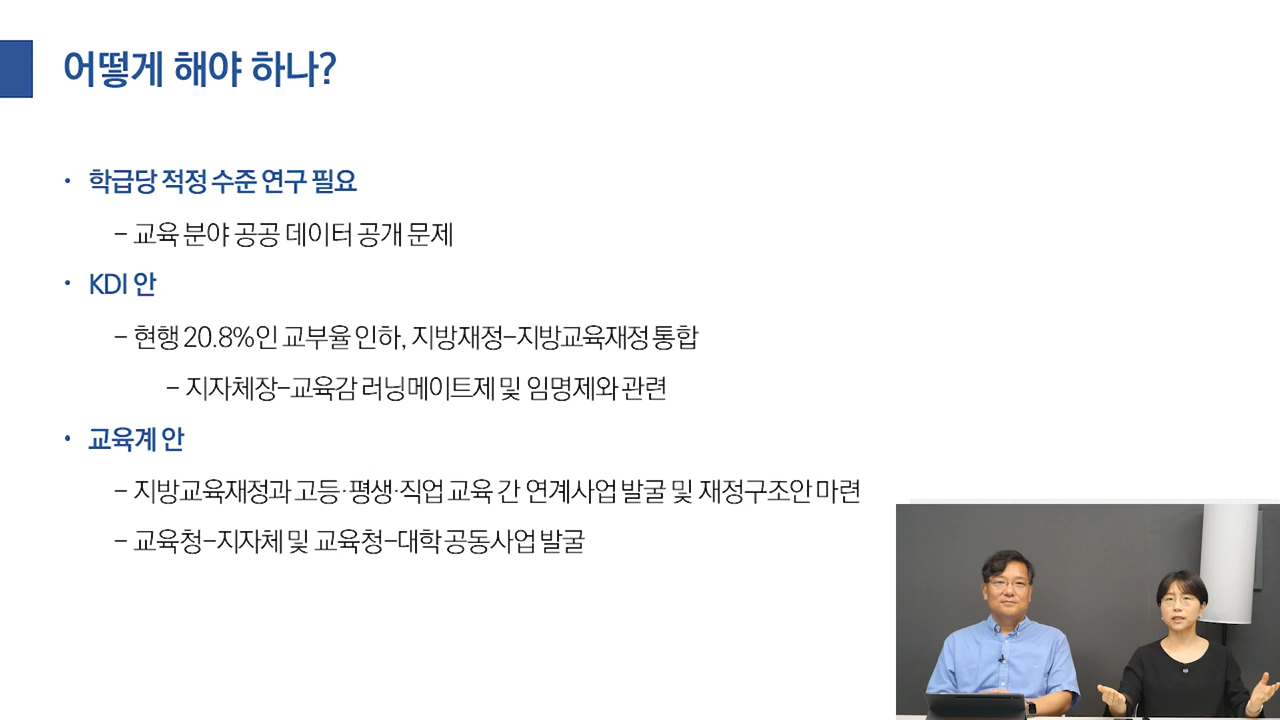 어떻게 해야 하나?
• 학급당 적정 수준 연구 필요
– 교육 분야 공공 데이터 공개 문제
• KDI 안
– 현행 20.8%인 교부율 인하, 지방재정–지방교육재정 통합
– 지자체장–교육감 러닝메이트제 및 임명제와 관련
• 교육계 안
– 지방교육재정과 고등·평생·직업 교육 간 연계사업 발굴 및 재정구조안 마련
– 교육청–지자체 및 교육청–대학 공동사업 발굴